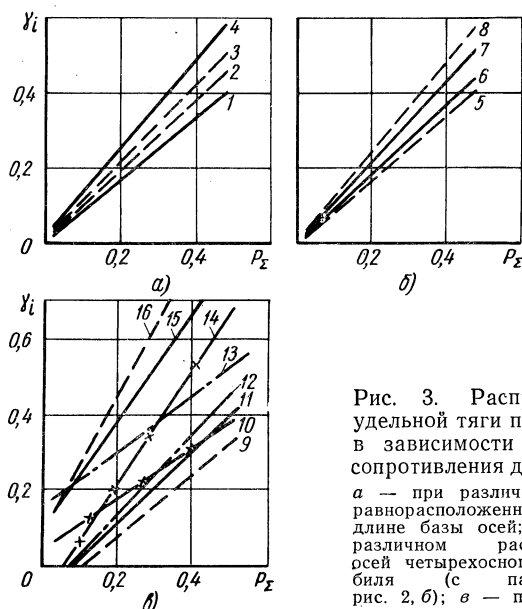 γi
0,4
0,2
0
4
3
2
1
0,2
0,4
PΣ
а)
8
7
6
5
0,2
0,4
PΣ
б)
γi
0,6
0,4
0,2
0
16
15
14
13
12
11
10
9
0,2
0,4
PΣ
в)
Рис. 3. Расп
удельной тяги п
в зависимости
сопротивления д
а — при различ
равнорасположенн
длине базы осей;
различном рас
осей четырехосног
биля (с па
рис. 2, б); в — п